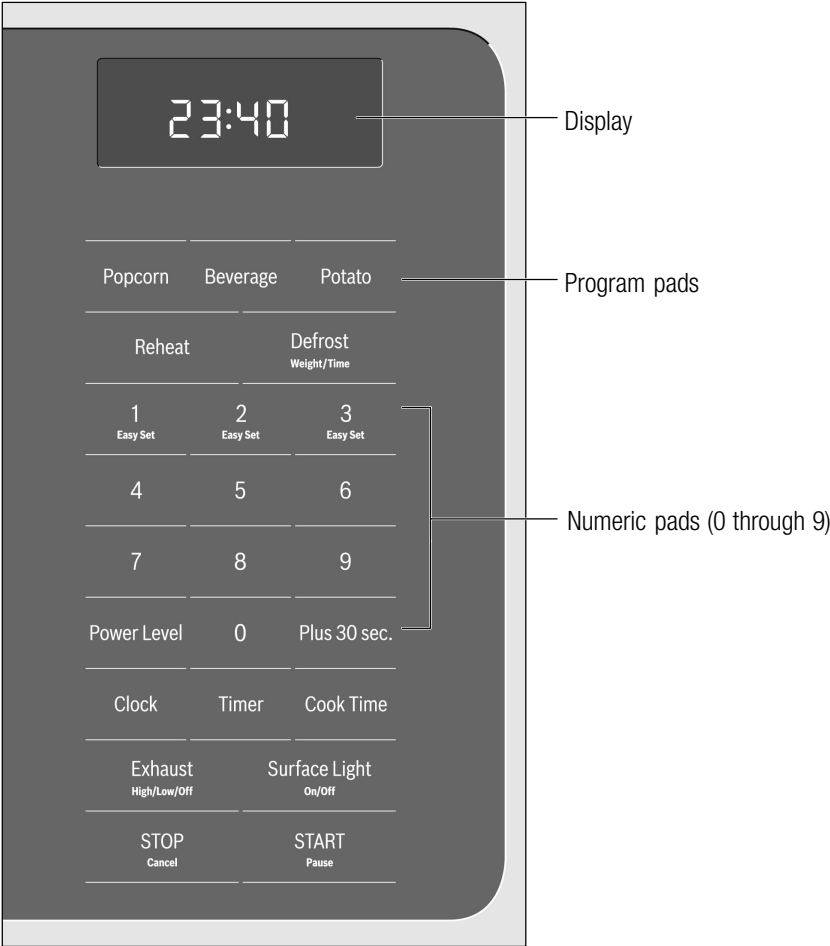 23:40
Display
Popcorn Beverage Potato
Program pads
Reheat Defrost
Weight/Time
1 2 3
Easy Set Easy Set Easy Set
4 5 6
Numeric pads (0 through 9)
7 8 9
Power Level 0 Plus 30 sec.
Clock Timer Cook Time
Exhaust Surface Light
High/Low/Off On/Off
STOP START
Cancel Pause